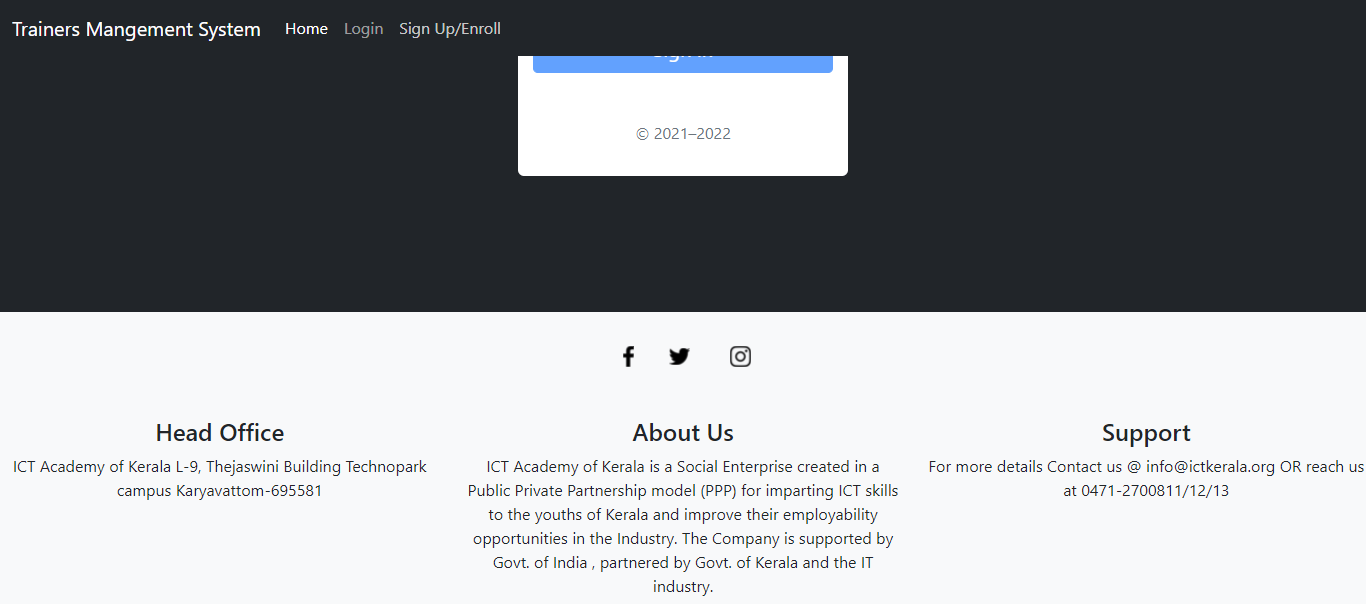 Trainers Mangement System Home Login Sign Up/Enroll
© 2021–2022
Head Office
ICT Academy of Kerala L-9, Thejaswini Building Technopark
campus Karyavattom-695581
About Us
ICT Academy of Kerala is a Social Enterprise created in a
Public Private Partnership model (PPP) for imparting ICT skills
to the youths of Kerala and improve their employability
opportunities in the Industry. The Company is supported by
Govt. of India , partnered by Govt. of Kerala and the IT
industry.
Support
For more details Contact us @ info@ictkerala.org OR reach us
at 0471-2700811/12/13